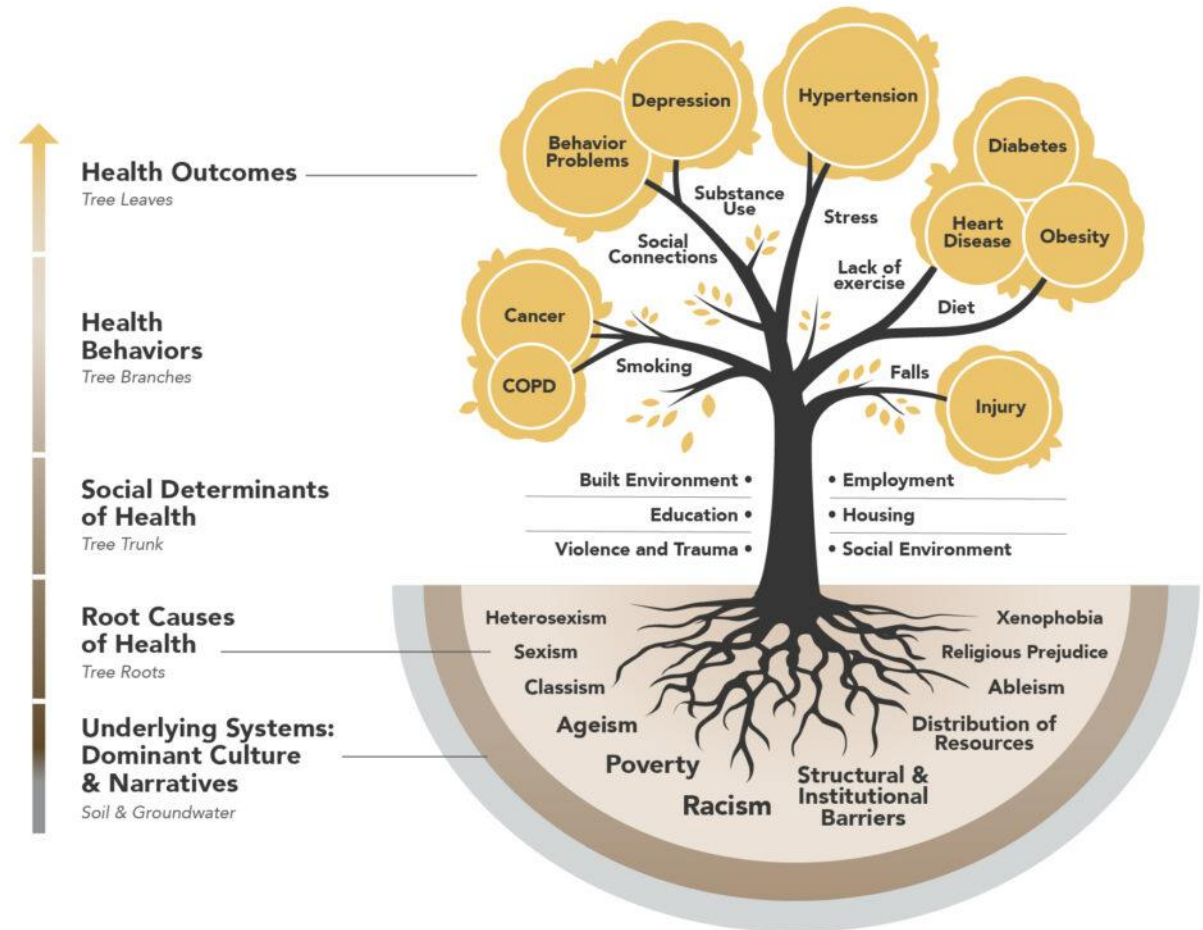 Health Outcomes
Tree Leaves
Health
Behaviors
Tree Branches
Social Determinants
of Health
Tree Trunk
Root Causes
of Health
Tree Roots
Underlying Systems:
Dominant Culture
& Narratives
Soil & Groundwater
Depression
Behavior
Problems
Hypertension
Diabetes
Heart
Disease
Obesity
Substance
Use
Stress
Social
Connections
Lack of
exercise
Diet
Cancer
COPD
Smoking
Falls
Injury
Built Environment •
Education •
Violence and Trauma •
• Employment
• Housing
• Social Environment
Heterosexism
Sexism
Classism
Ageism
Poverty
Racism
Structural &
Institutional
Barriers
Distribution of
Resources
Ableism
Religious Prejudice
Xenophobia